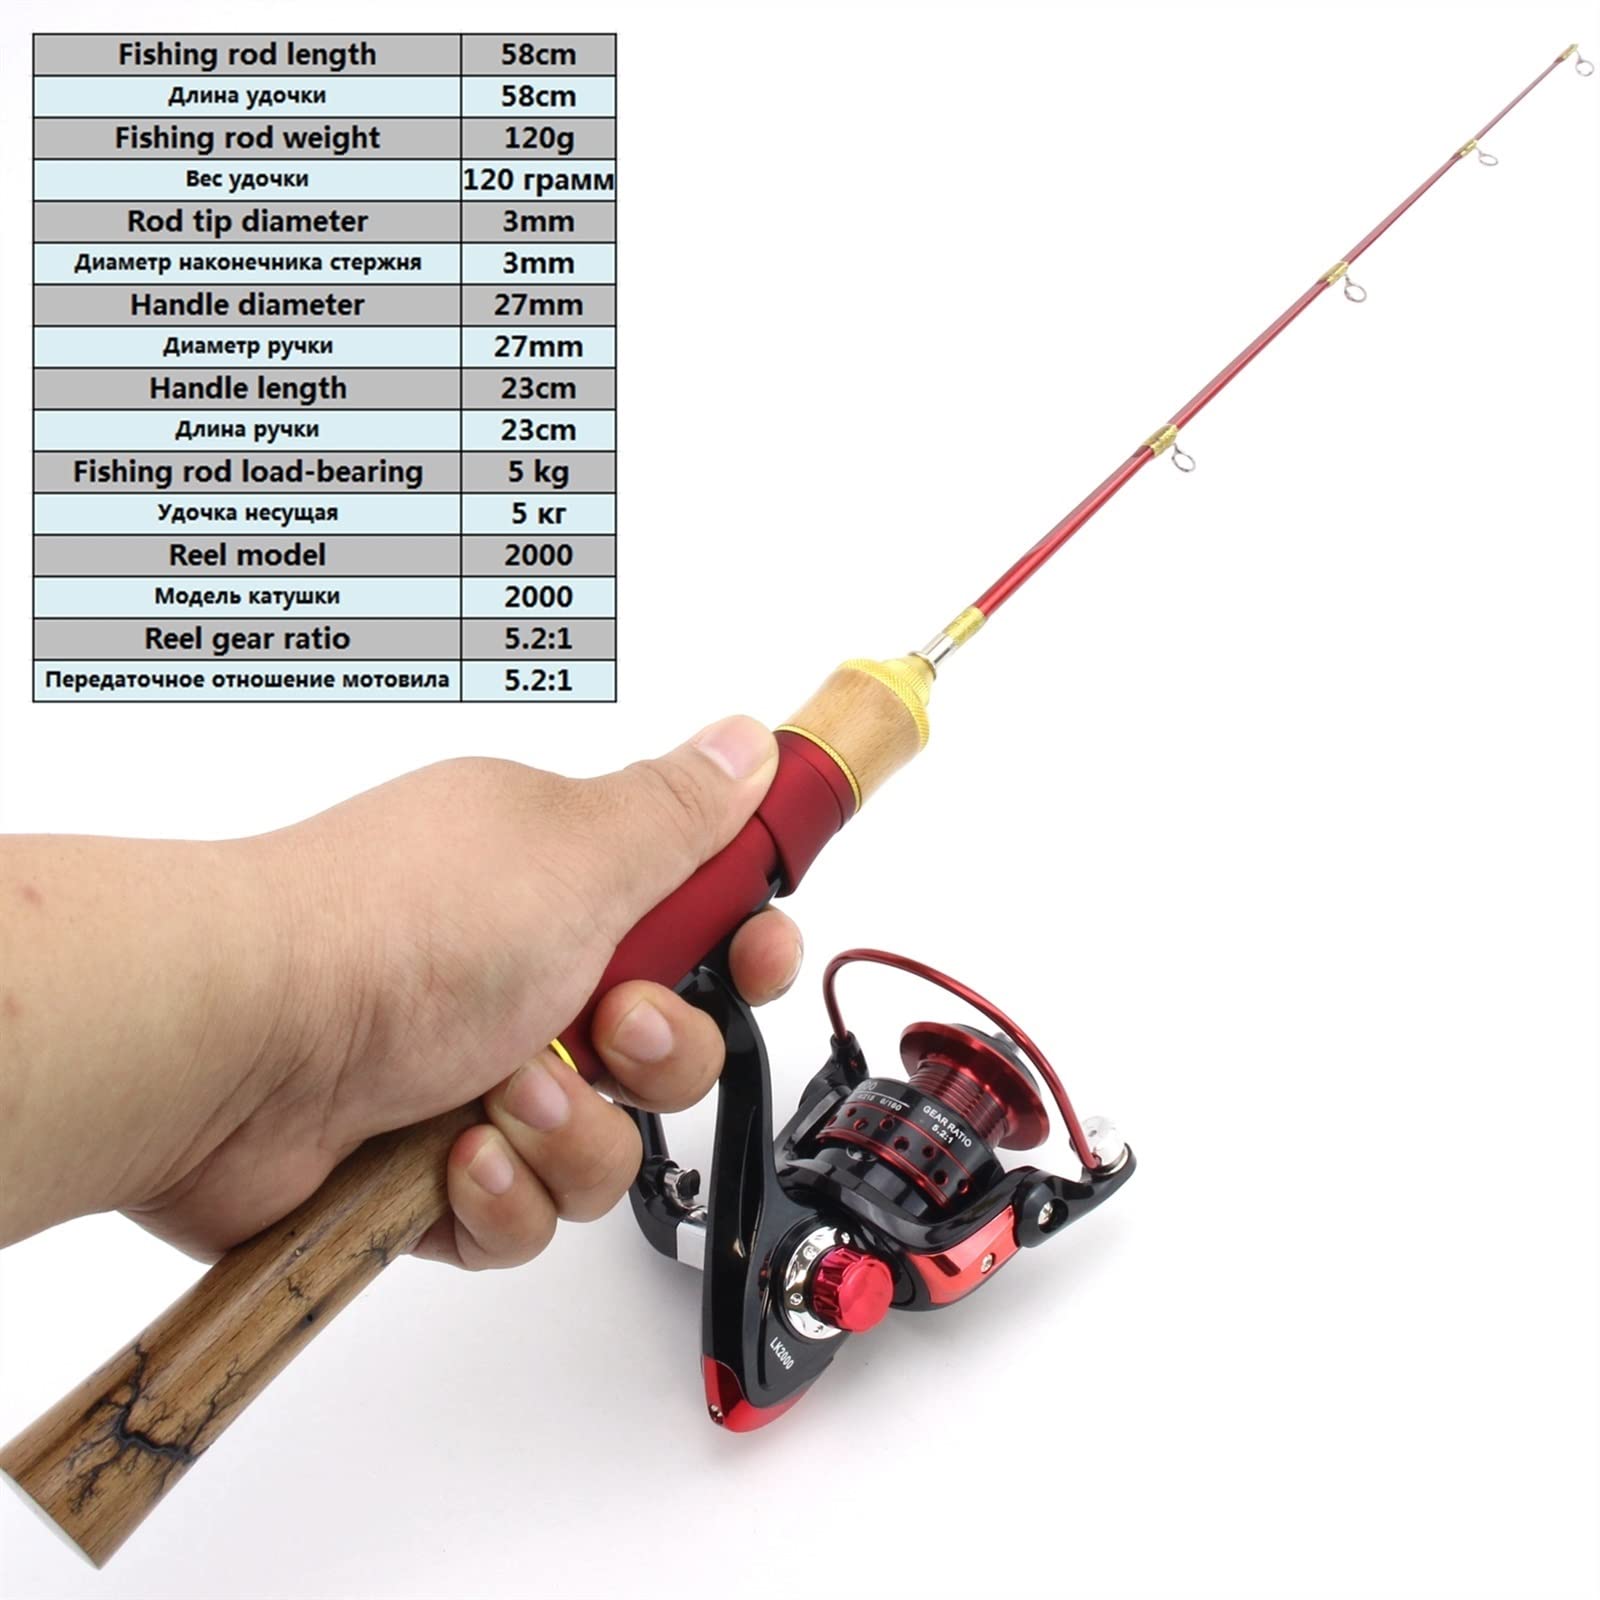 Fishing rod length 58cm
Длина удочки 58cm
Fishing rod weight 120g
Вес удочки 120 грамм
Rod tip diameter 3mm
Диаметр наконечника стержня 3mm
Handle diameter 27mm
Диаметр ручки 27mm
Handle length 23cm
Длина ручки 23cm
Fishing rod load-bearing 5 kg
Удочка несущая 5 кг
Reel model 2000
Модель катушки 2000
Reel gear ratio 5.2:1
Передаточное отношение мотовила 5.2:1
GEAR RATIO
5.2:1
LK2000